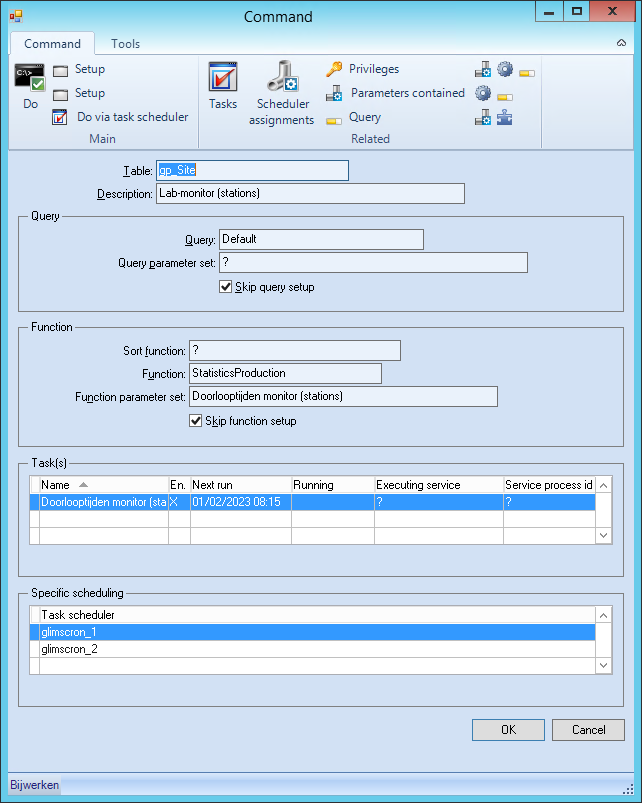 Command
Command Tools
C:\>
Do
Setup
Setup
Do via task scheduler
Main
Tasks
Scheduler assignments
Privileges
Parameters contained
Query
Related
Table: gp_Site
Description: Lab-monitor (stations)
Query
Query: Default
Query parameter set: ?
Skip query setup
Function
Sort function: ?
Function: StatisticsProduction
Function parameter set: Doorlooptijden monitor (stations)
Skip function setup
Task(s)
Name En. Next run Running Executing service Service process id
Doorlooptijden monitor (sta X 01/02/2023 08:15 ? ?
Specific scheduling
Task scheduler
glimscron_1
glimscron_2
OK Cancel
Bijwerken